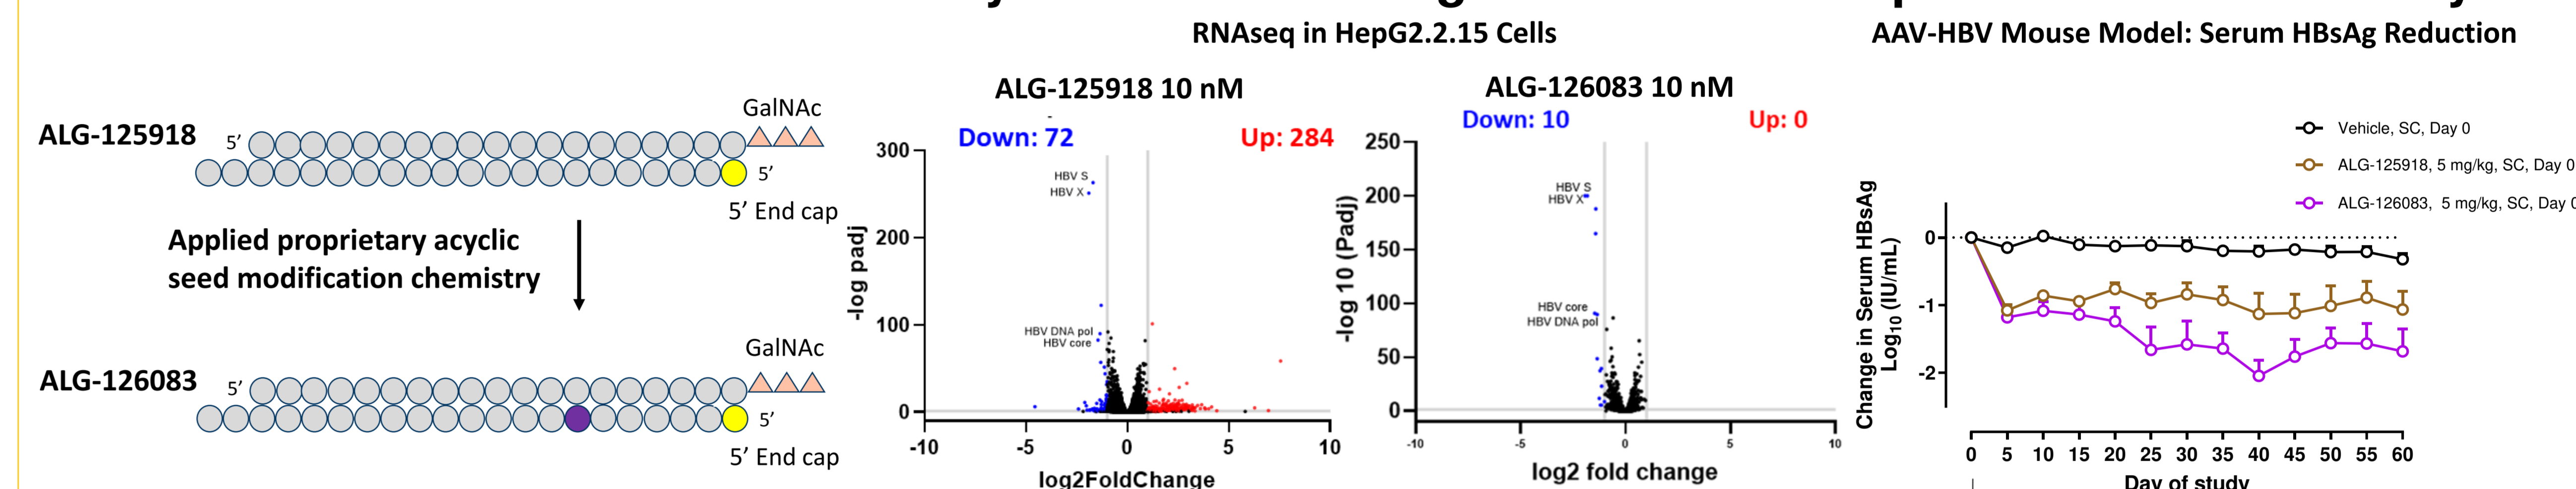 RNAseq in HepG2.2.15 Cells
AAV-HBV Mouse Model: Serum HBsAg Reduction
ALG-125918
5’
GalNAc
5’
5’ End cap
Applied proprietary acyclic
seed modification chemistry
ALG-126083
5’
GalNAc
5’
5’ End cap
ALG-125918 10 nM
Down: 72
Up: 284
-log padj
300
200
100
0
HBV S
HBV X
HBV DNA pol
HBV core
-10
-5
0
5
10
log2FoldChange
ALG-126083 10 nM
Down: 10
Up: 0
-log 10 (Padj)
250
200
150
100
50
0
HBV S
HBV X
HBV core
HBV DNA pol
-10
-5
0
5
10
log2 fold change
Vehicle, SC, Day 0
ALG-125918, 5 mg/kg, SC, Day 0
ALG-126083, 5 mg/kg, SC, Day 0
Change in Serum HBsAg
Log10 (IU/mL)
0
-1
-2
0 5 10 15 20 25 30 35 40 45 50 55 60
Day of study